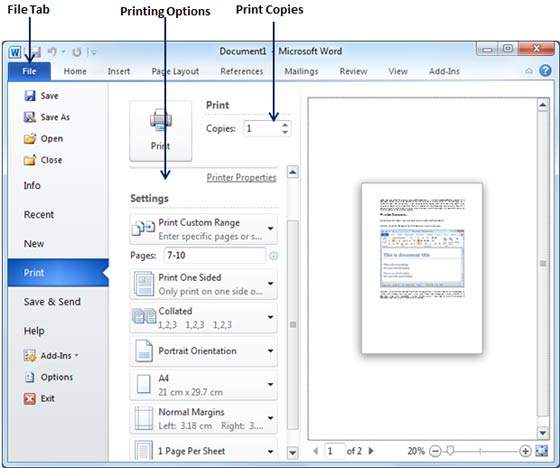 File Tab
Printing Options
Print Copies
Document1 - Microsoft Word
File Home Insert Page Layout References Mailings Review View Add-Ins
Save
Save As
Open
Close
Info
Recent
New
Print
Save & Send
Help
Add-Ins
Options
Exit
Print
Print
Copies: 1
Printer Properties
Settings
Print Custom Range
Enter specific pages or s...
Pages: 7-10
Print One Sided
Only print on one side o...
Collated
1,2,3 1,2,3 1,2,3
Portrait Orientation
A4
21 cm x 29.7 cm
Normal Margins
Left: 3.18 cm Right: 3....
1 Page Per Sheet
This is document title
1 of 2
20%